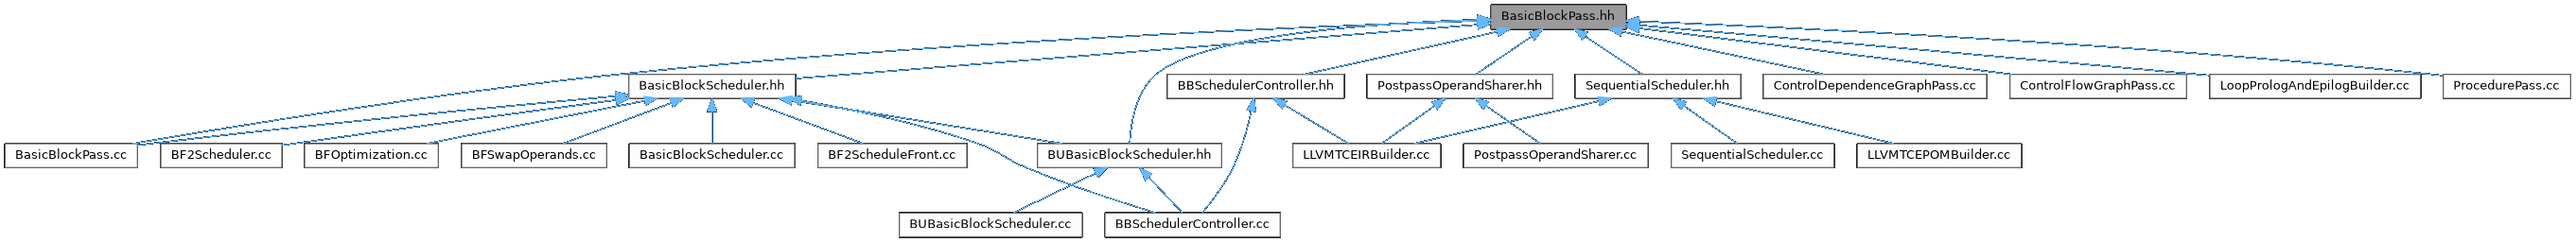 BasicBlockPass.hh
BasicBlockScheduler.hh
BBSchedulerController.hh
PostpassOperandSharer.hh
SequentialScheduler.hh
ControlDependenceGraphPass.cc
ControlFlowGraphPass.cc
LoopPrologAndEpilogBuilder.cc
ProcedurePass.cc
BasicBlockPass.cc
BF2Scheduler.cc
BFOptimization.cc
BFSwapOperands.cc
BasicBlockScheduler.cc
BF2ScheduleFront.cc
BUBasicBlockScheduler.hh
LLVMTCEIRBuilder.cc
PostpassOperandSharer.cc
SequentialScheduler.cc
LLVMTCEPOMBuilder.cc
BUBasicBlockScheduler.cc
BBSchedulerController.cc